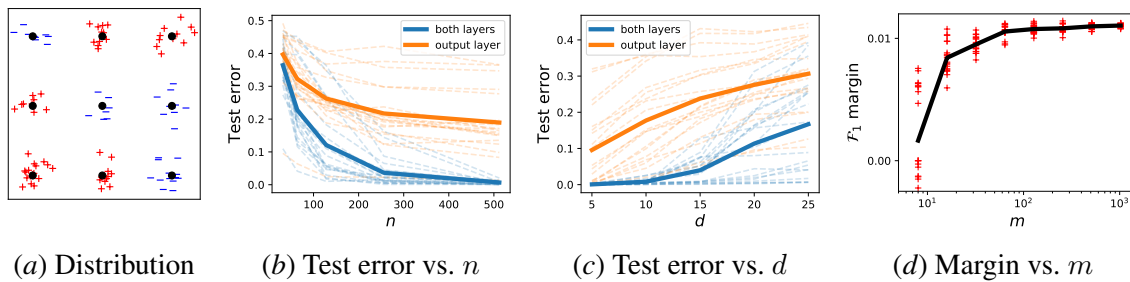 0.5
0.4
0.3
0.2
0.1
0.0
Test error
both layers
output layer
100
200
300
400
500
n
0.4
0.3
0.2
0.1
0.0
Test error
both layers
output layer
5
10
15
20
25
d
0.01
0.00
F₁ margin
10¹
10²
10³
m
(a) Distribution
(b) Test error vs. n
(c) Test error vs. d
(d) Margin vs. m